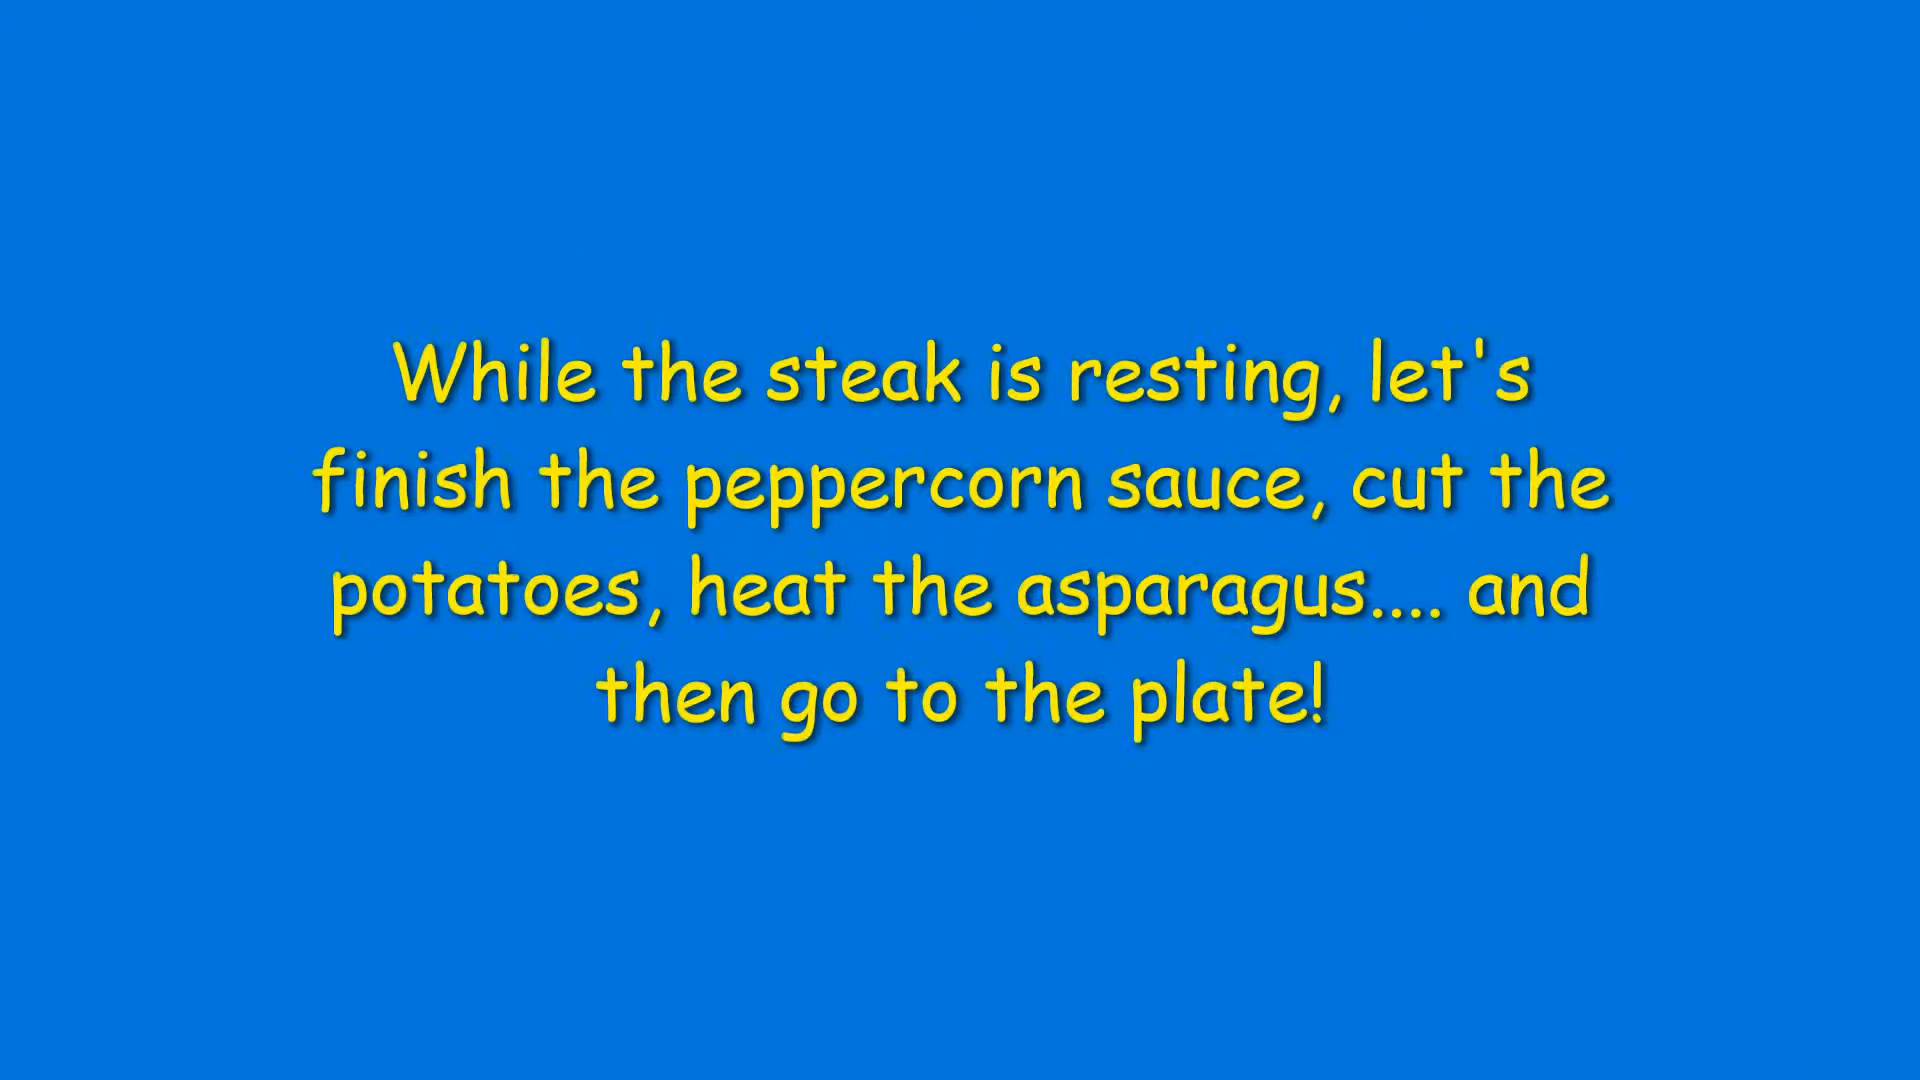 While the steak is resting, let's
finish the peppercorn sauce, cut the
potatoes, heat the asparagus.... and
then go to the plate!